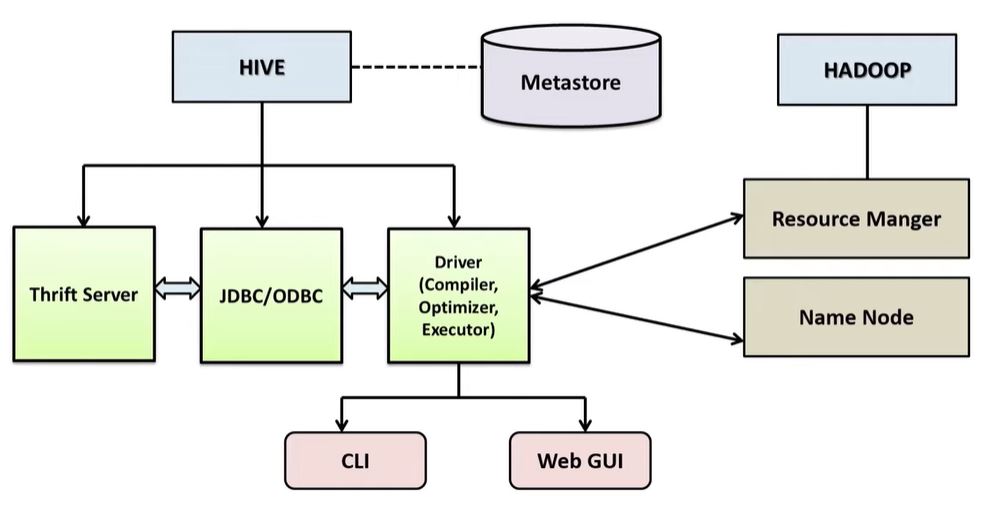 HIVE
Metastore
HADOOP
Resource Manger
Thrift Server
JDBC/ODBC
Driver
(Compiler,
Optimizer,
Executor)
Name Node
CLI
Web GUI